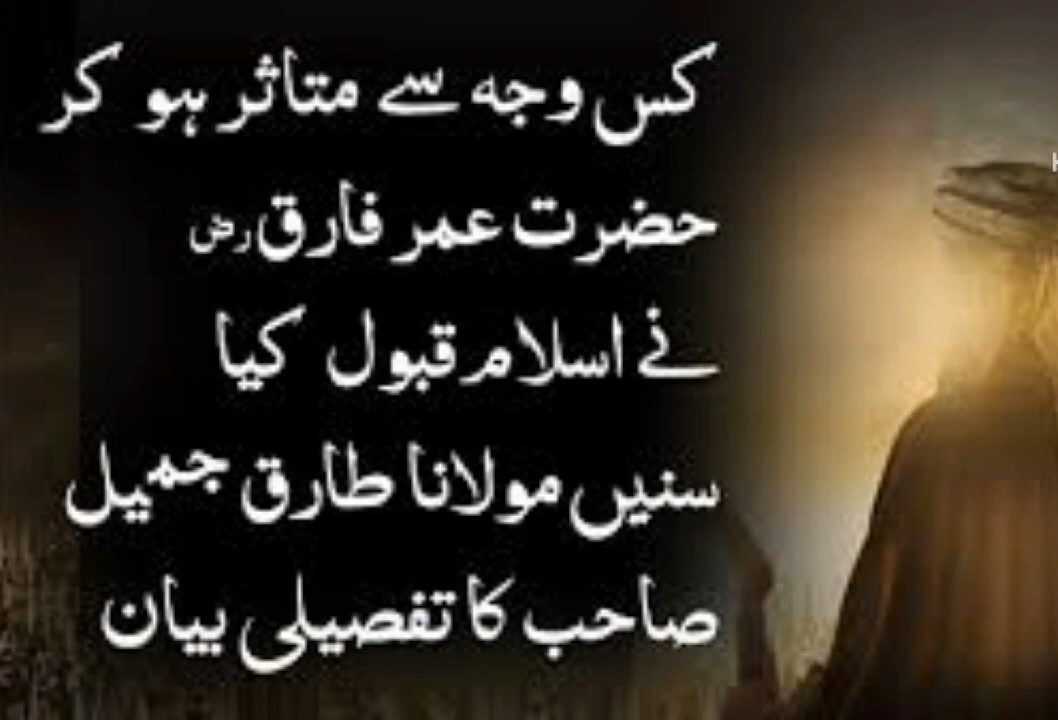 کس وجہ سے متاثر ہو کر
حضرت عمر فارق رض
نے اسلام قبول کیا
سنیں مولانا طارق جمیل
صاحب کا تفصیلی بیان